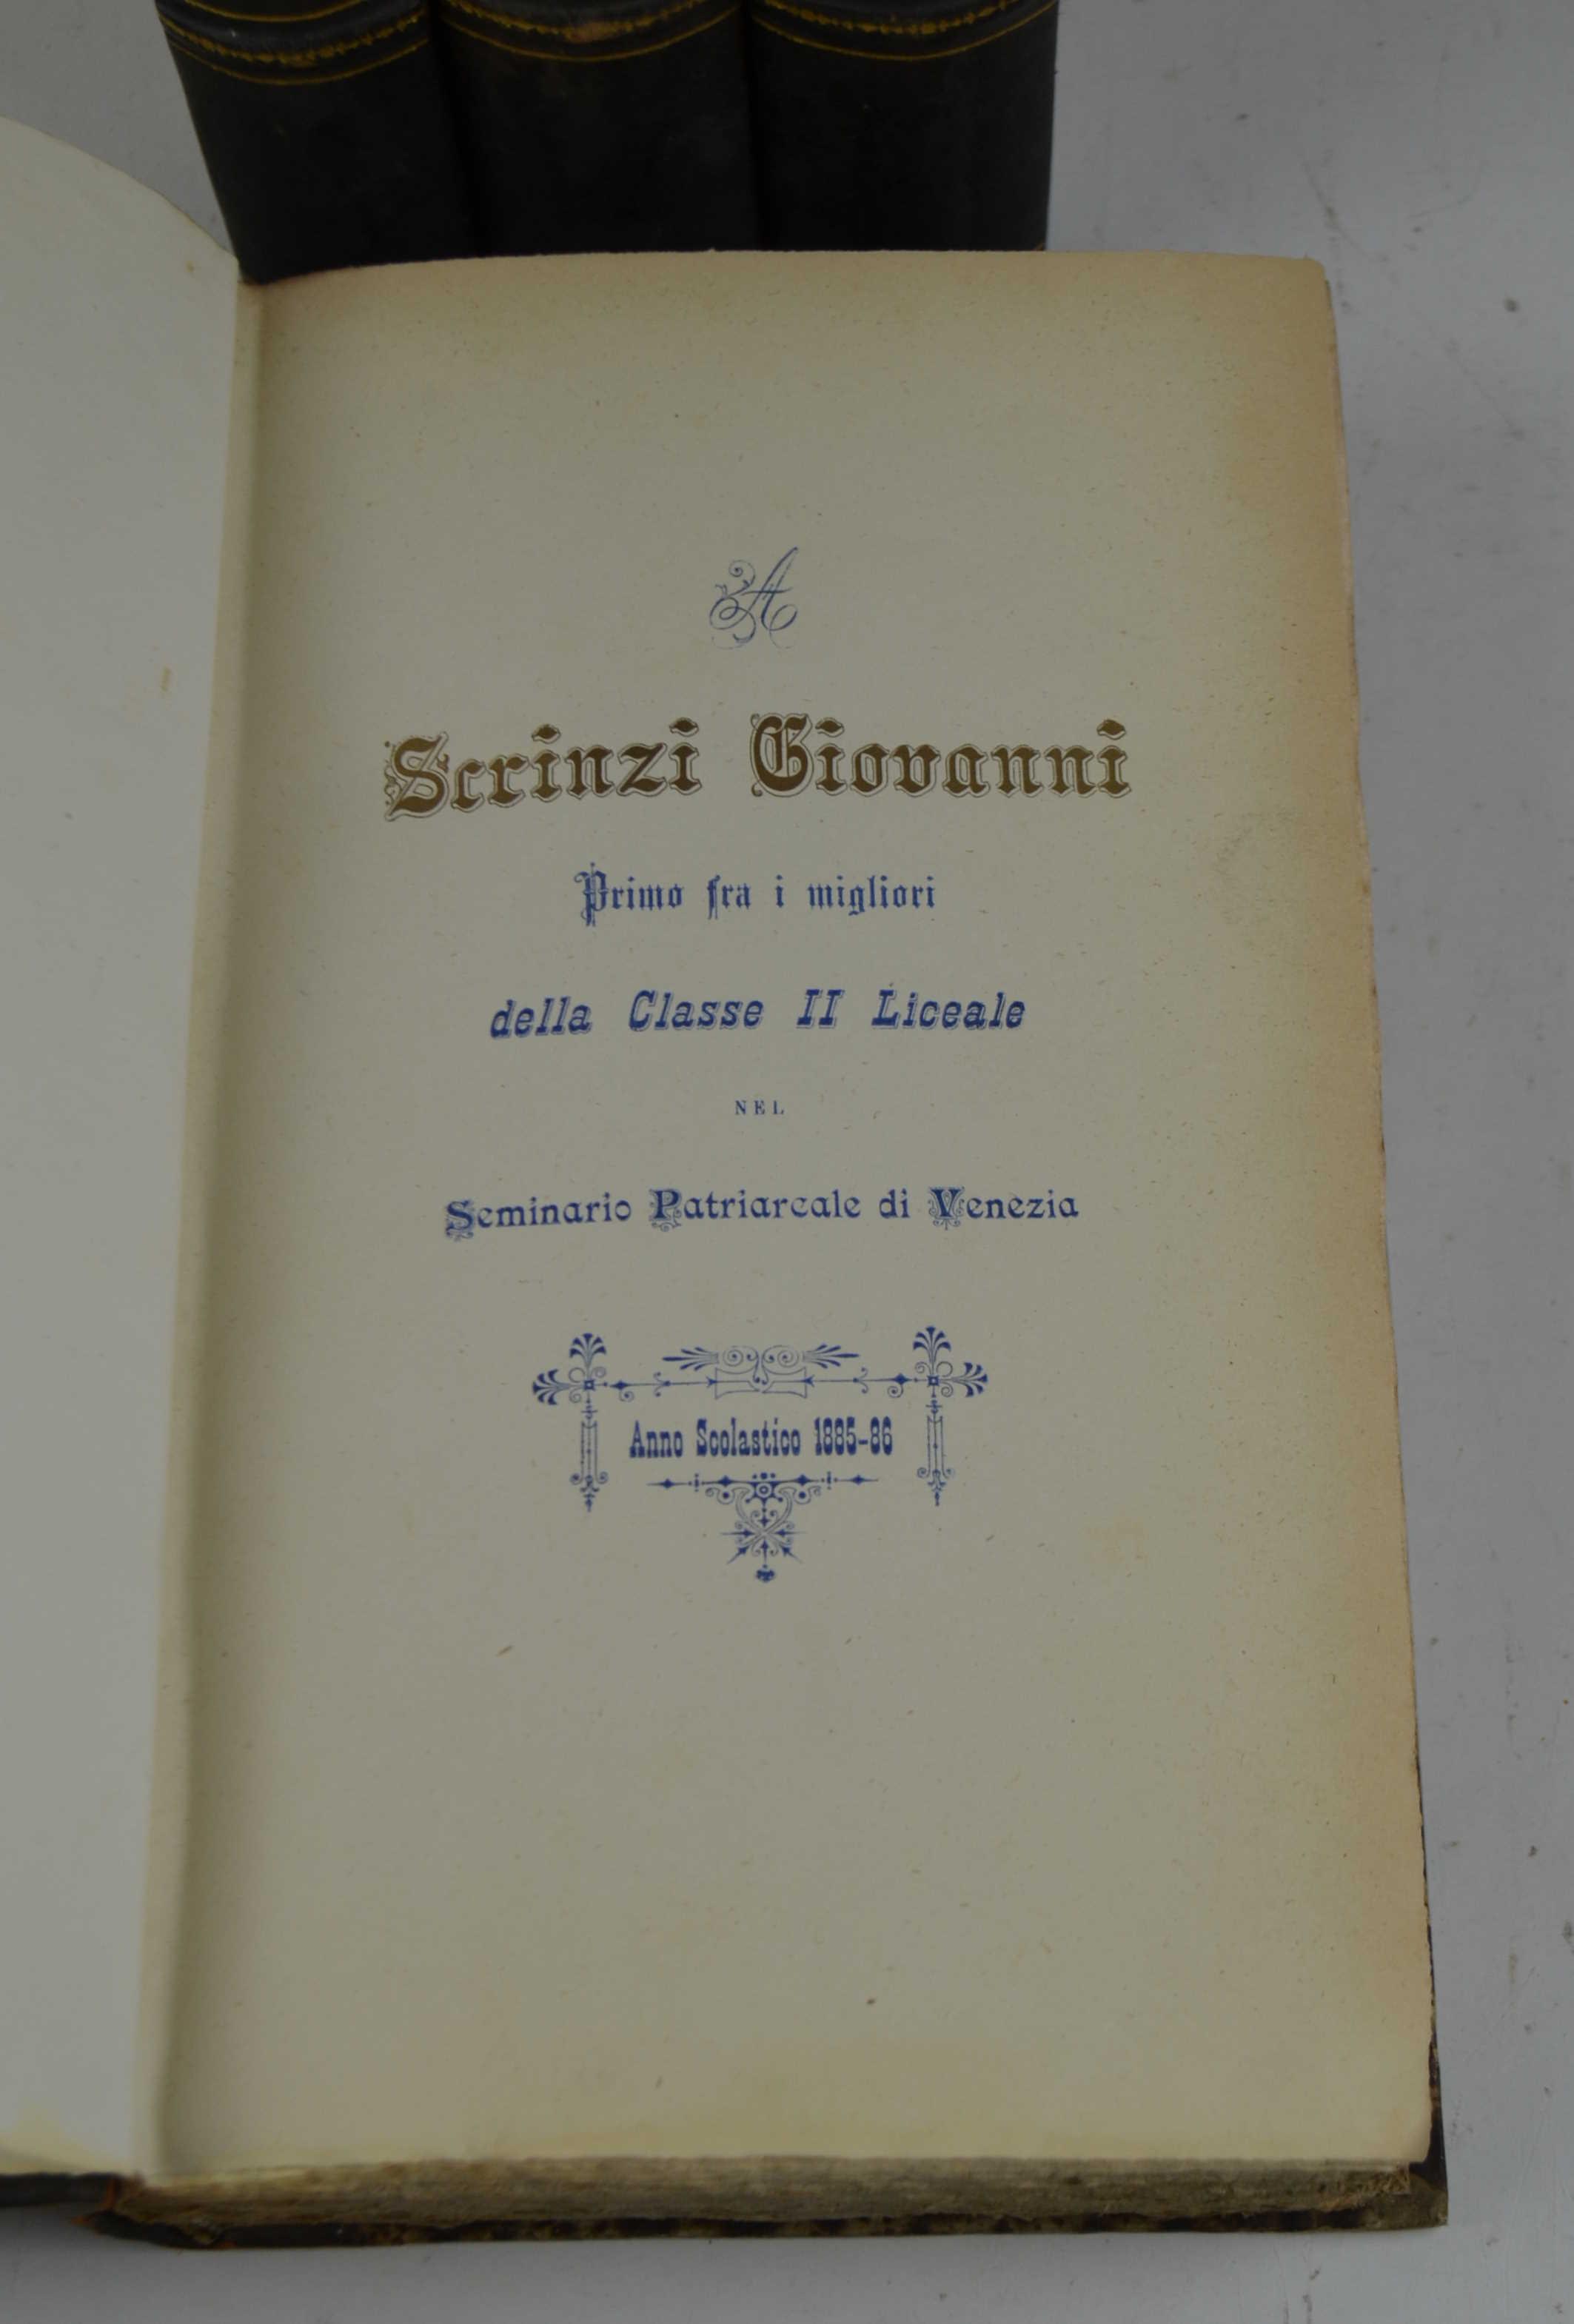 A
Scrinzi Giovanni
Primo fra i migliori
della Classe II Liceale
NEL
Seminario Patriarcale di Venezia
Anno Scolastico 1885-86